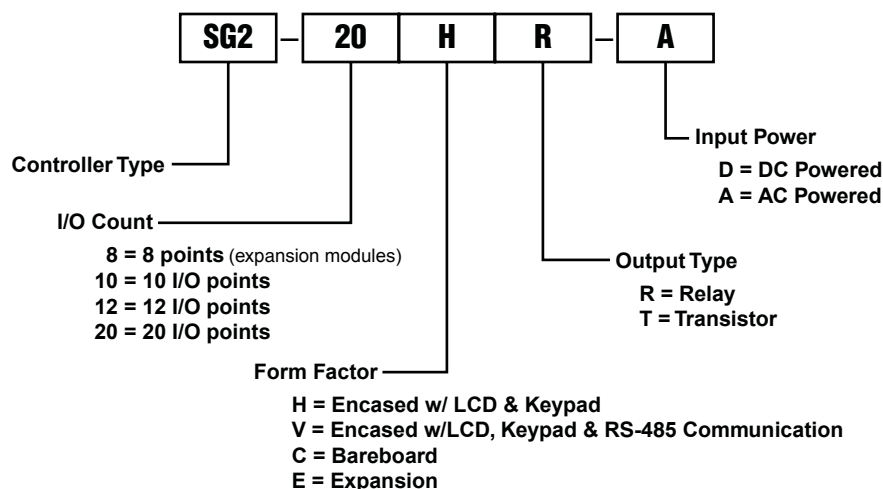 SG2 – 20 H R – A
Controller Type
I/O Count
8 = 8 points (expansion modules)
10 = 10 I/O points
12 = 12 I/O points
20 = 20 I/O points
Form Factor
H = Encased w/ LCD & Keypad
V = Encased w/LCD, Keypad & RS-485 Communication
C = Bareboard
E = Expansion
Output Type
R = Relay
T = Transistor
Input Power
D = DC Powered
A = AC Powered